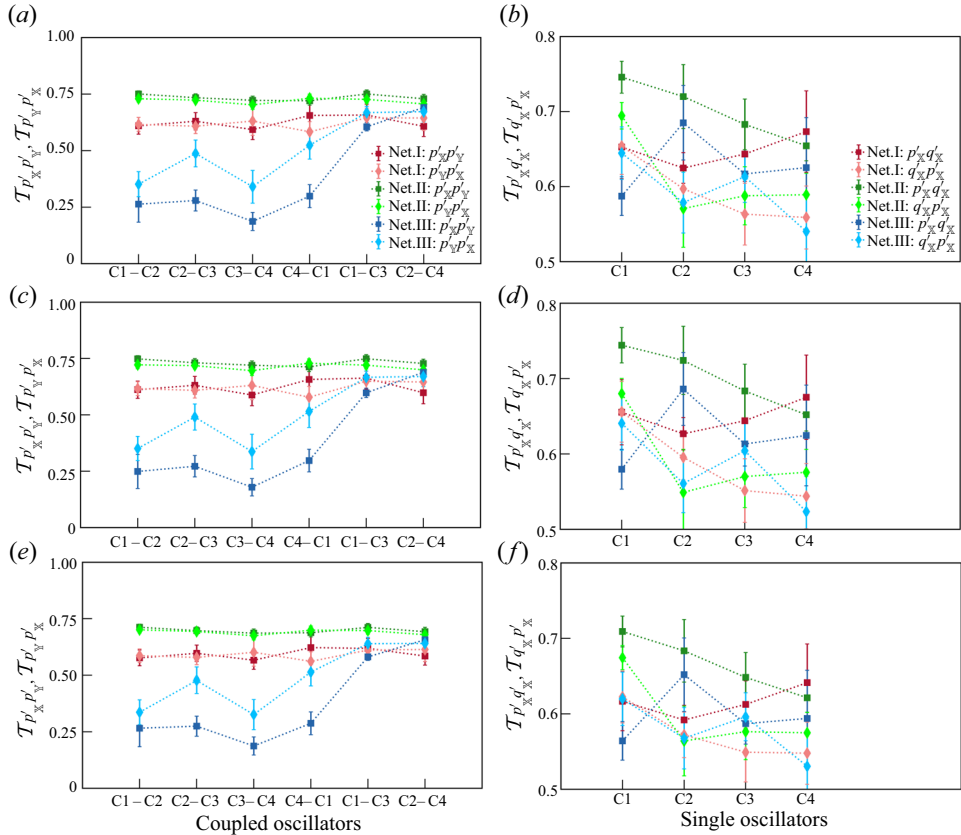 (a)
1.00
0.75
0.50
0.25
0
𝒯p′𝕏p′𝕐, 𝒯p′𝕐p′𝕏
Net.I: p′𝕏p′𝕐
Net.I: p′𝕐p′𝕏
Net.II: p′𝕏p′𝕐
Net.II: p′𝕐p′𝕏
Net.III: p′𝕏p′𝕐
Net.III: p′𝕐p′𝕏
C1−C2 C2−C3 C3−C4 C4−C1 C1−C3 C2−C4
(b)
0.8
0.7
0.6
0.5
𝒯p′𝕏q′𝕏, 𝒯q′𝕏p′𝕏
Net.I: p′𝕏q′𝕏
Net.I: q′𝕏p′𝕏
Net.II: p′𝕏q′𝕏
Net.II: q′𝕏p′𝕏
Net.III: p′𝕏q′𝕏
Net.III: q′𝕏p′𝕏
C1 C2 C3 C4
(c)
1.00
0.75
0.50
0.25
0
𝒯p′𝕏p′𝕐, 𝒯p′𝕐p′𝕏
C1−C2 C2−C3 C3−C4 C4−C1 C1−C3 C2−C4
(d)
0.8
0.7
0.6
0.5
𝒯p′𝕏q′𝕏, 𝒯q′𝕏p′𝕏
C1 C2 C3 C4
(e)
1.00
0.75
0.50
0.25
0
𝒯p′𝕏p′𝕐, 𝒯p′𝕐p′𝕏
C1−C2 C2−C3 C3−C4 C4−C1 C1−C3 C2−C4
Coupled oscillators
(f)
0.8
0.7
0.6
0.5
𝒯p′𝕏q′𝕏, 𝒯q′𝕏p′𝕏
C1 C2 C3 C4
Single oscillators